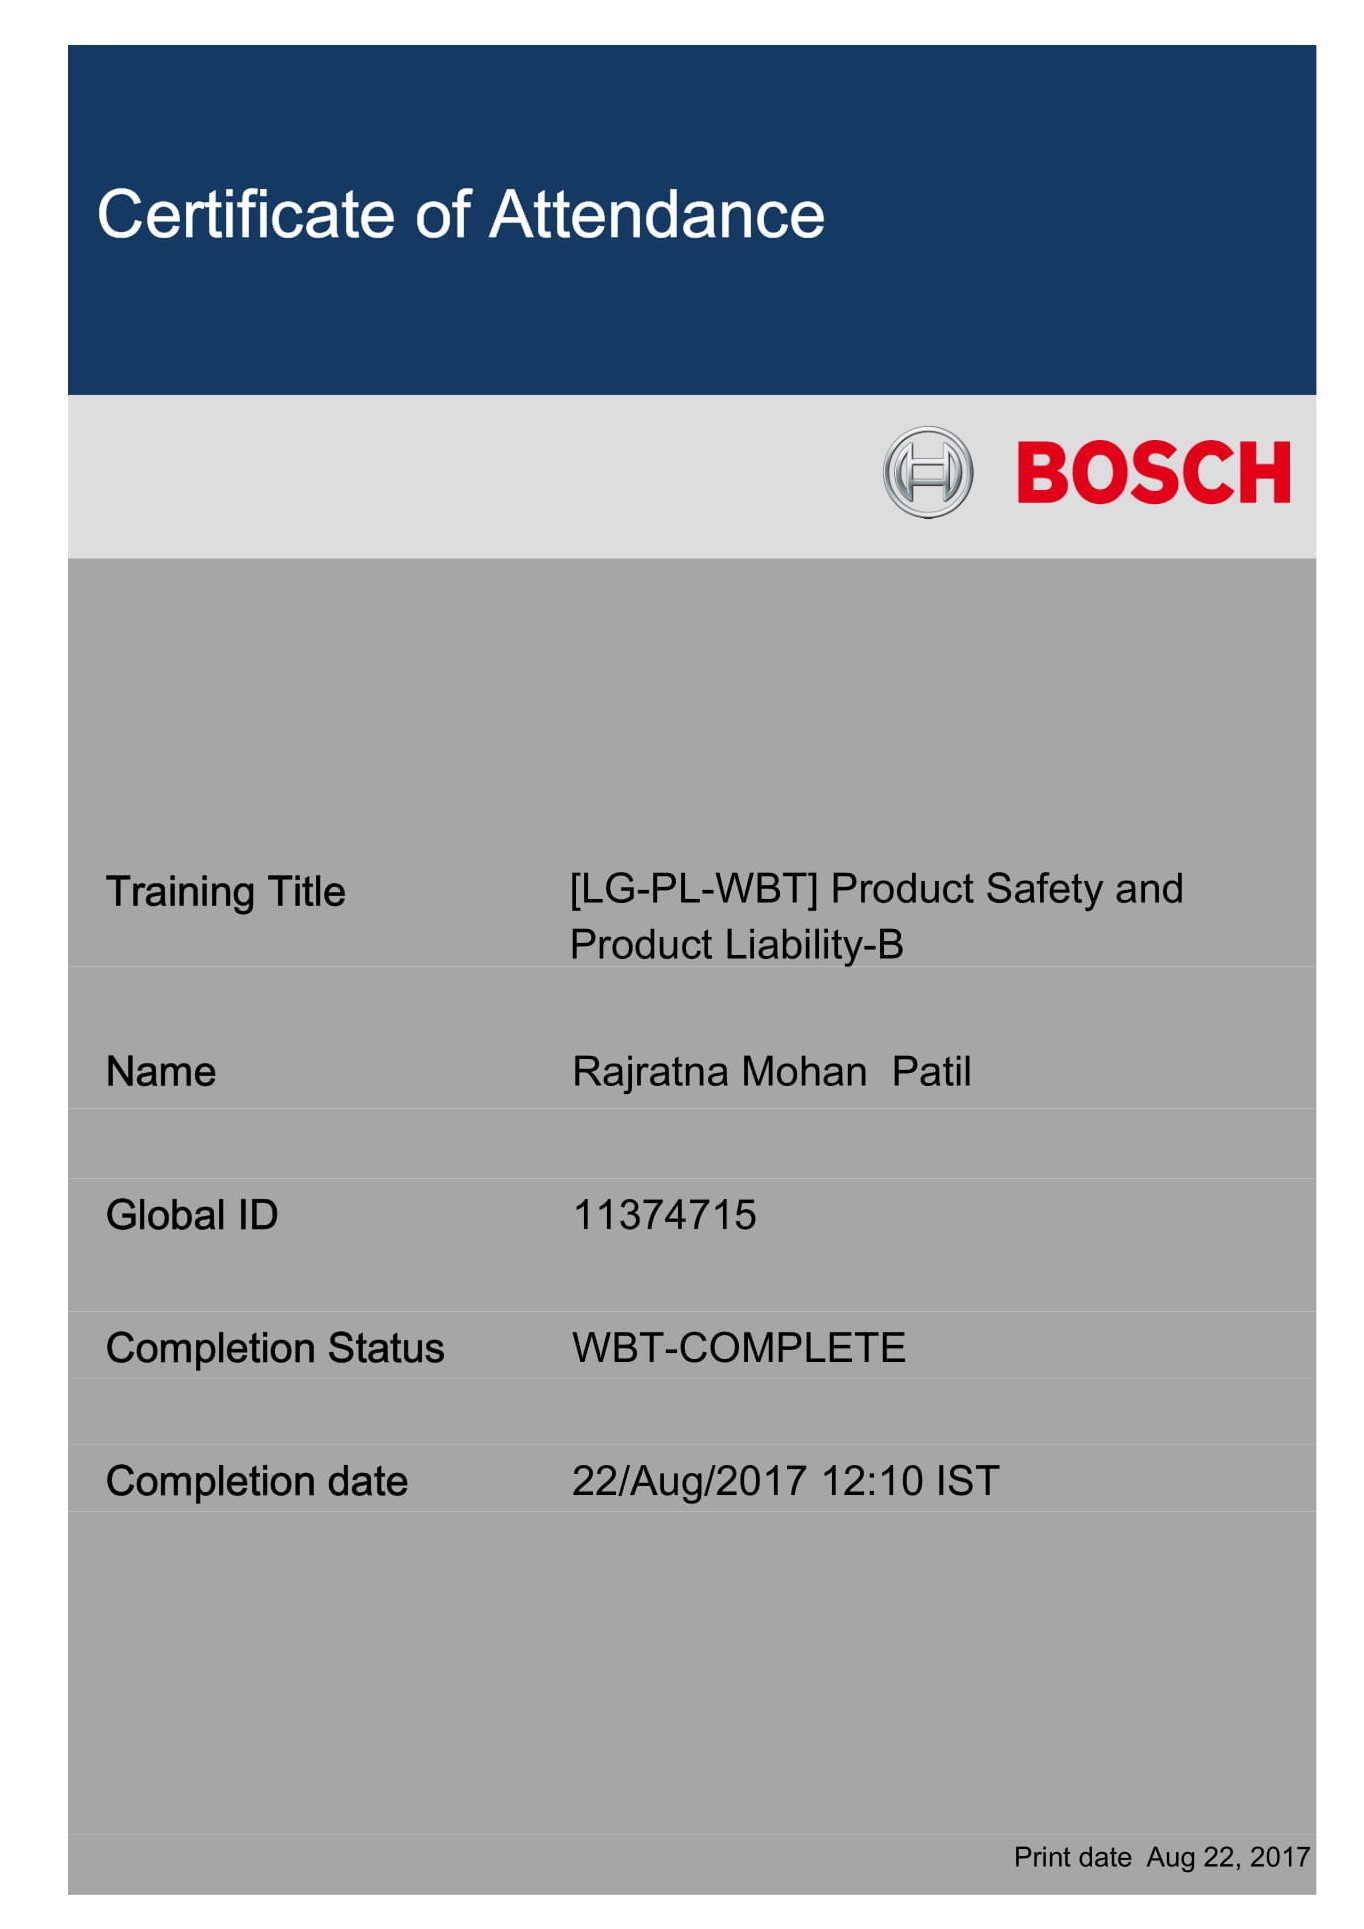 Certificate of Attendance
BOSCH
Training Title [LG-PL-WBT] Product Safety and
Product Liability-B
Name Rajratna Mohan  Patil
Global ID 11374715
Completion Status WBT-COMPLETE
Completion date 22/Aug/2017 12:10 IST
Print date  Aug 22, 2017